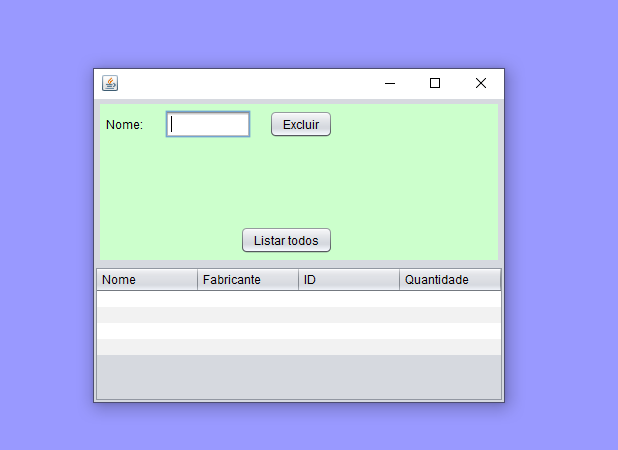 Nome: Excluir
Listar todos
Nome Fabricante ID Quantidade